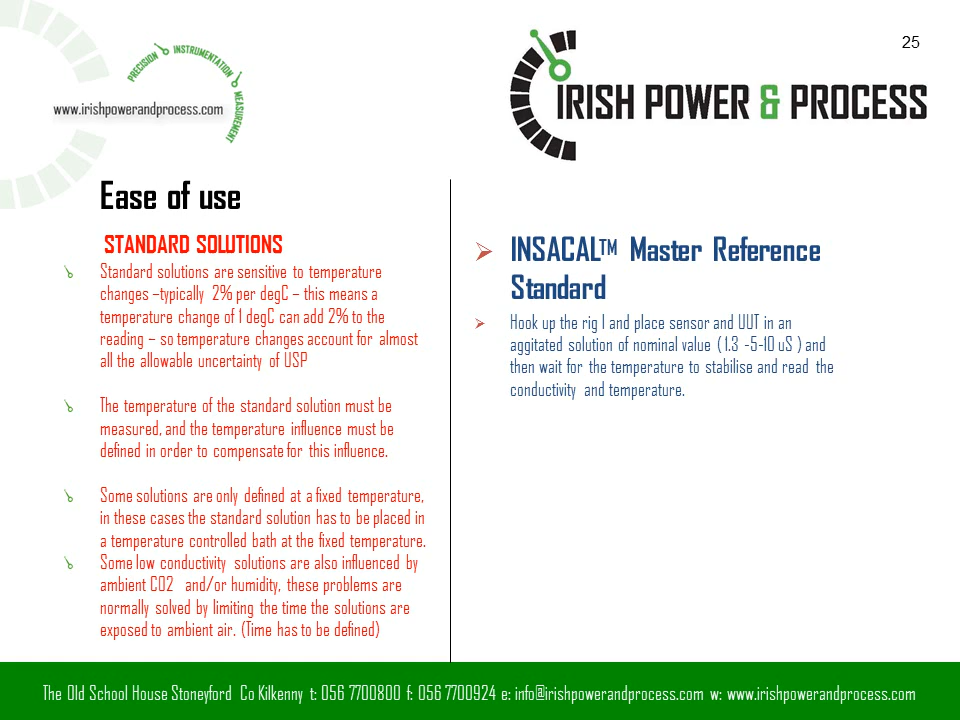 25
PRECISION INSTRUMENTATION MEASUREMENT
www.irishpowerandprocess.com
IRISH POWER & PROCESS
Ease of use
STANDARD SOLUTIONS
Standard solutions are sensitive to temperature
changes –typically 2% per degC – this means a
temperature change of 1 degC can add 2% to the
reading – so temperature changes account for almost
all the allowable uncertainty of USP
The temperature of the standard solution must be
measured, and the temperature influence must be
defined in order to compensate for this influence.
Some solutions are only defined at a fixed temperature,
in these cases the standard solution has to be placed in
a temperature controlled bath at the fixed temperature.
Some low conductivity solutions are also influenced by
ambient CO2 and/or humidity, these problems are
normally solved by limiting the time the solutions are
exposed to ambient air. (Time has to be defined)
INSACAL™ Master Reference
Standard
Hook up the rig I and place sensor and UUT in an
aggitated solution of nominal value ( 1.3 -5-10 uS ) and
then wait for the temperature to stabilise and read the
conductivity and temperature.
The Old School House Stoneyford Co Kilkenny t: 056 7700800 f: 056 7700924 e: info@irishpowerandprocess.com w: www.irishpowerandprocess.com